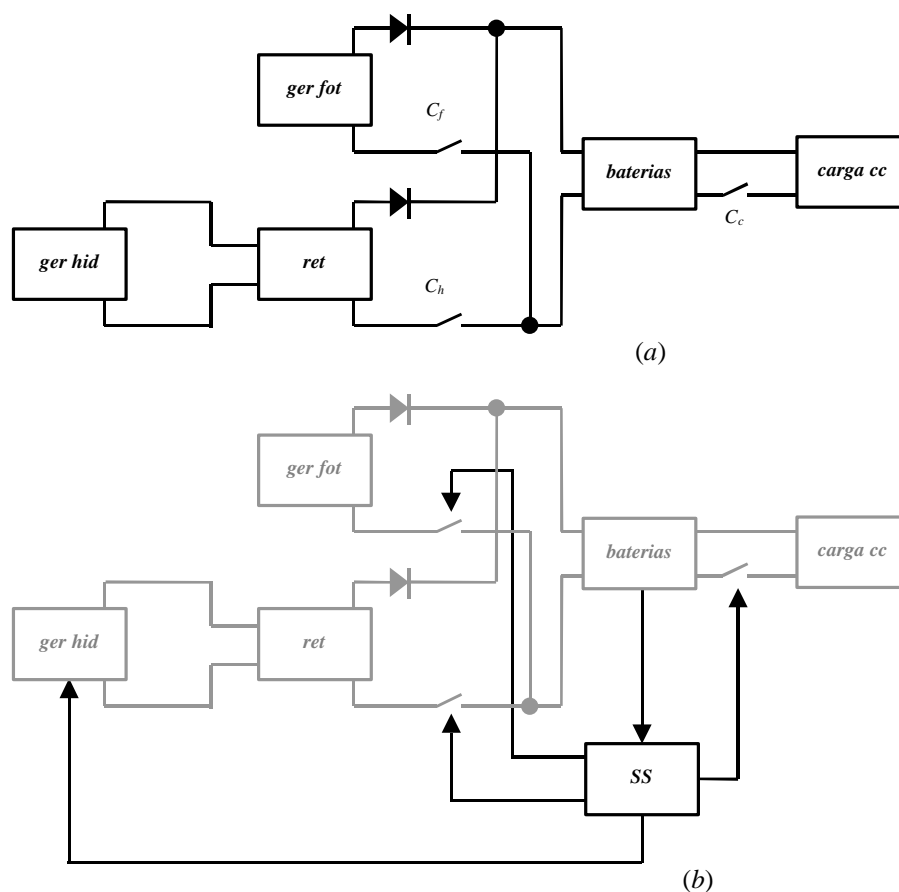 ger fot
C_f
baterias
carga cc
C_c
ger hid
ret
C_h
(a)
ger fot
baterias
carga cc
ger hid
ret
SS
(b)